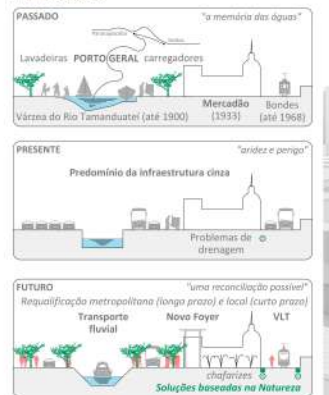 PASSADO
"a memória das águas"
Lavadeiras PORTO GERAL carregadores
Mercadão
(1933)
Bondes
(até 1968)
Várzea do Rio Tamanduateí (até 1900)
PRESENTE
"aridez e perigo"
Predomínio da infraestrutura cinza
Problemas de
drenagem
FUTURO
"uma reconciliação possível"
Requalificação metropolitana (longo prazo) e local (curto prazo)
Transporte
fluvial
Novo Foyer
VLT
chafarizes
Soluções baseadas na Natureza